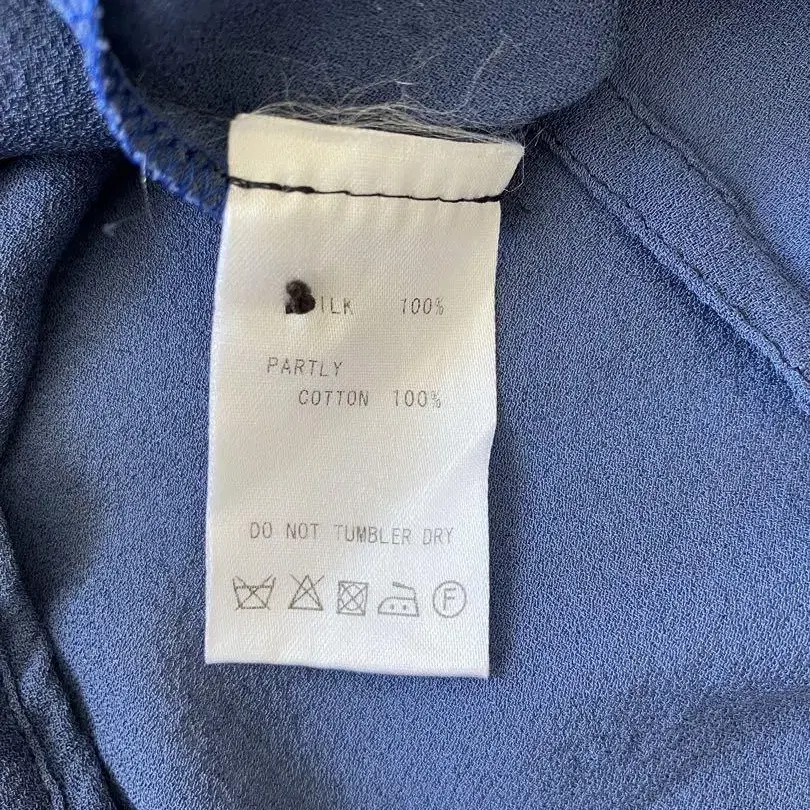 ILK 100%
PARTLY
COTTON 100%
DO NOT TUMBLER DRY
F